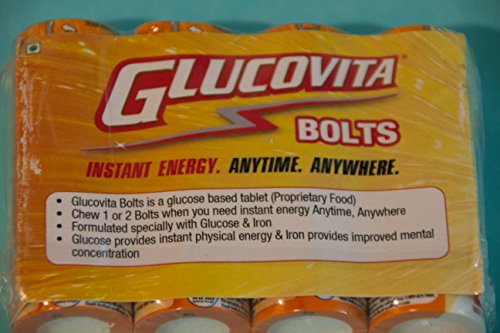 GLUCOVITA
BOLTS
INSTANT ENERGY. ANYTIME. ANYWHERE.
• Glucovita Bolts is a glucose based tablet (Proprietary Food)
• Chew 1 or 2 Bolts when you need instant energy Anytime, Anywhere
• Formulated specially with Glucose & Iron
• Glucose provides instant physical energy & Iron provides improved mental
concentration